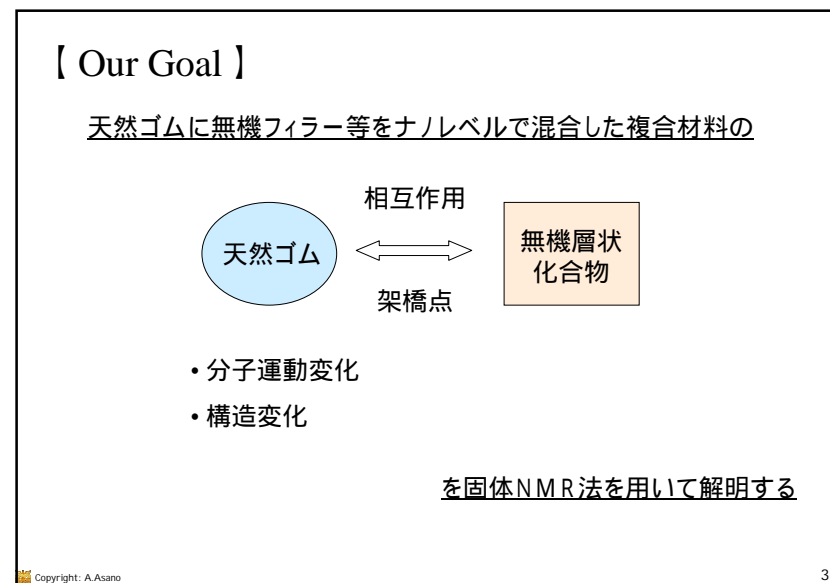 【 Our Goal 】
天然ゴムに無機フィラー等をナノレベルで混合した複合材料の
相互作用
天然ゴム
無機層状
化合物
架橋点
• 分子運動変化
• 構造変化
を固体NMR法を用いて解明する
Copyright: A.Asano
3